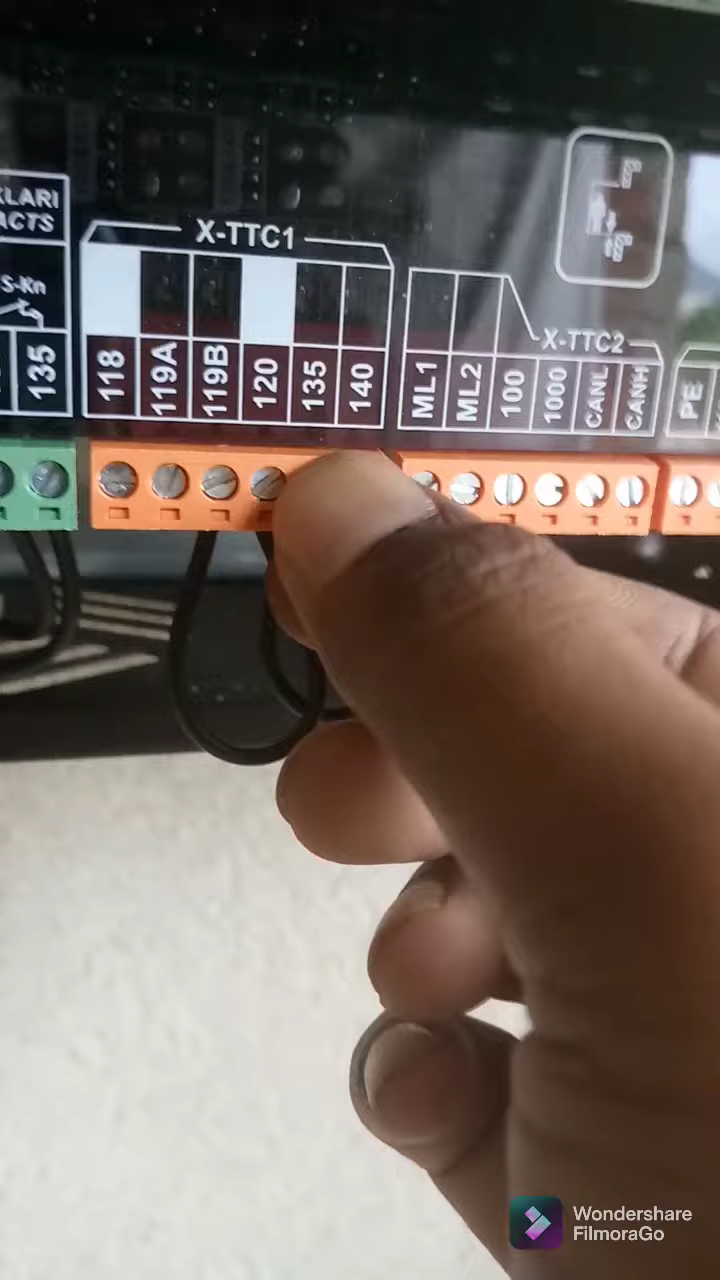 KLARI
ACTS
S-Kn
135
X-TTC1
118
119A
119B
120
135
140
X-TTC2
ML1
ML2
100
1000
CANL
CANH
PE
Wondershare
FilmoraGo